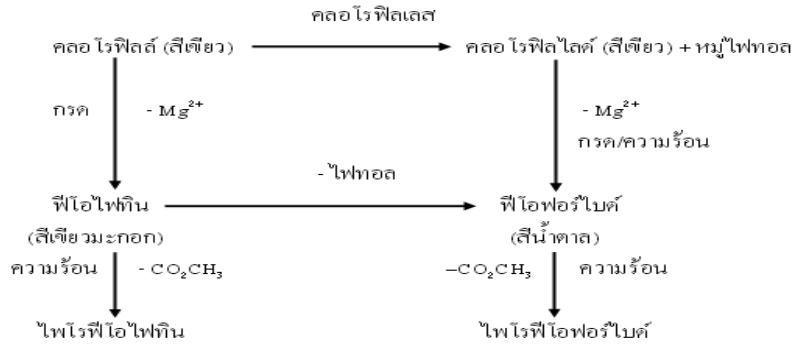 คลอโรฟิลเลส
คลอโรฟิลล์ (สีเขียว)
คลอโรฟิลไลด์ (สีเขียว) + หมู่ไฟทอล
กรด - Mg²⁺
- Mg²⁺
กรด/ความร้อน
- ไฟทอล
ฟีโอไฟทิน
ฟีโอฟอร์ไบด์
(สีเขียวมะกอก)
(สีน้ำตาล)
ความร้อน - CO₂CH₃
–CO₂CH₃ ความร้อน
ไพโรฟีโอไฟทิน
ไพโรฟีโอฟอร์ไบด์